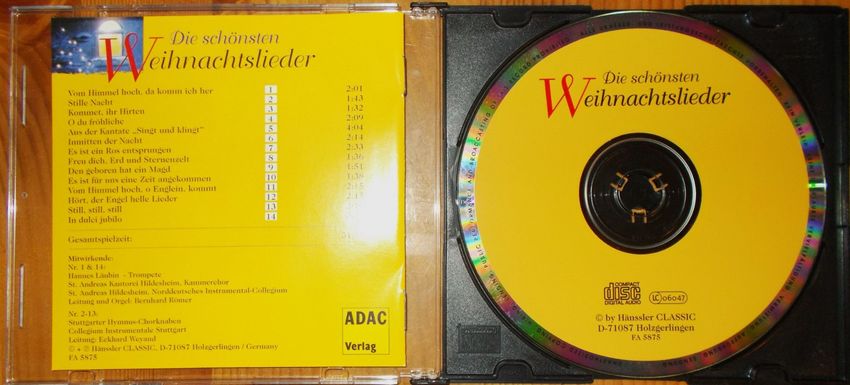 Die schönsten
Weihnachtslieder
Vom Himmel hoch, da komm ich her 1 2:01
Stille Nacht 2 1:43
Kommet, ihr Hirten 3 1:32
O du fröhliche 4 2:09
Aus der Kantate „Singt und klingt“ 5 4:04
Inmitten der Nacht 6 2:14
Es ist ein Ros entsprungen 7 2:33
Freu dich, Erd und Sternenzelt 8 1:36
Den geboren hat ein Magd 9 1:51
Es ist für uns eine Zeit angekommen 10 1:38
Vom Himmel hoch, o Englein, kommt 11 2:15
Hört, der Engel helle Lieder 12
Still, still, still 13
In dulci jubilo 14
Gesamtspielzeit:
Mitwirkende:
Nr. 1 & 14:
Hannes Läubin - Trompete
St. Andreas Kantorei Hildesheim, Kammerchor
St. Andreas Hildesheim, Norddeutsches Instrumental-Collegium
Leitung und Orgel: Bernhard Römer
Nr. 2-13:
Stuttgarter Hymnus-Chorknaben
Collegium Instrumentale Stuttgart
Leitung: Eckhard Weyand
© + ℗ Hänssler CLASSIC, D-71087 Holzgerlingen / Germany
FA 5875
ADAC
Verlag
Die schönsten
Weihnachtslieder
COMPACT
disc
DIGITAL AUDIO
LC 06047
© by Hänssler CLASSIC
D-71087 Holzgerlingen
FA 5875